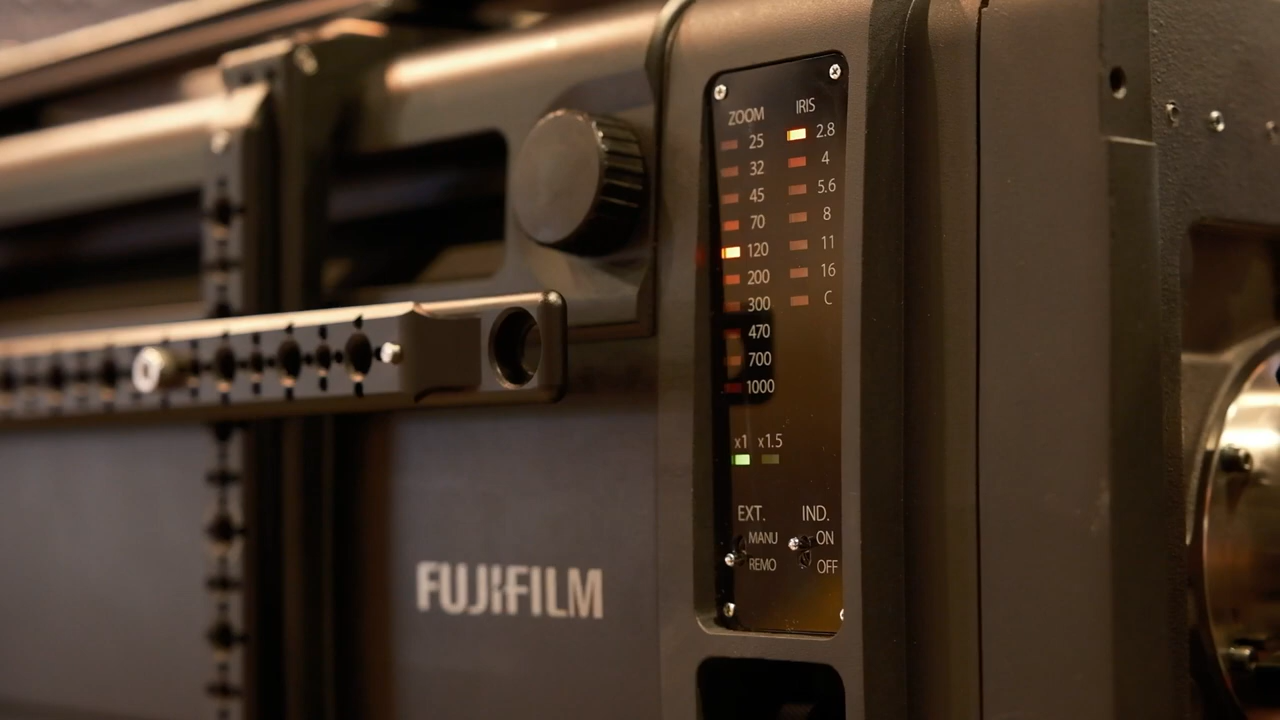 ZOOM IRIS
25 2.8
32 4
45 5.6
70 8
120 11
200 16
300 C
470
700
1000
x1 x1.5
EXT. IND.
MANU ON
REMO OFF
FUJIFILM